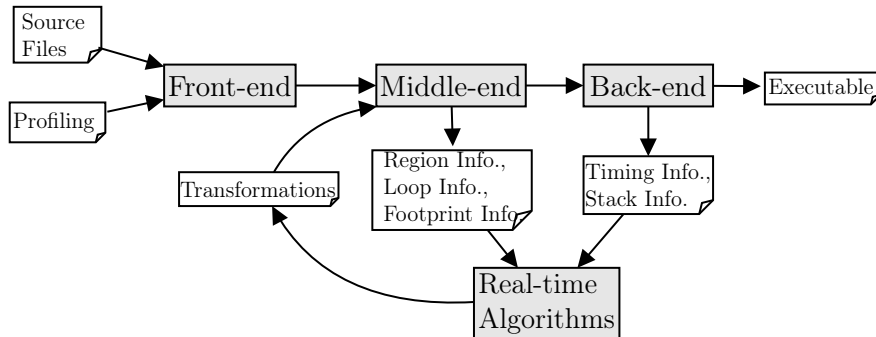 Source
Files
Front-end
Middle-end
Back-end
Executable
Profiling
Transformations
Region Info.,
Loop Info.,
Footprint Info.
Timing Info.,
Stack Info.
Real-time
Algorithms